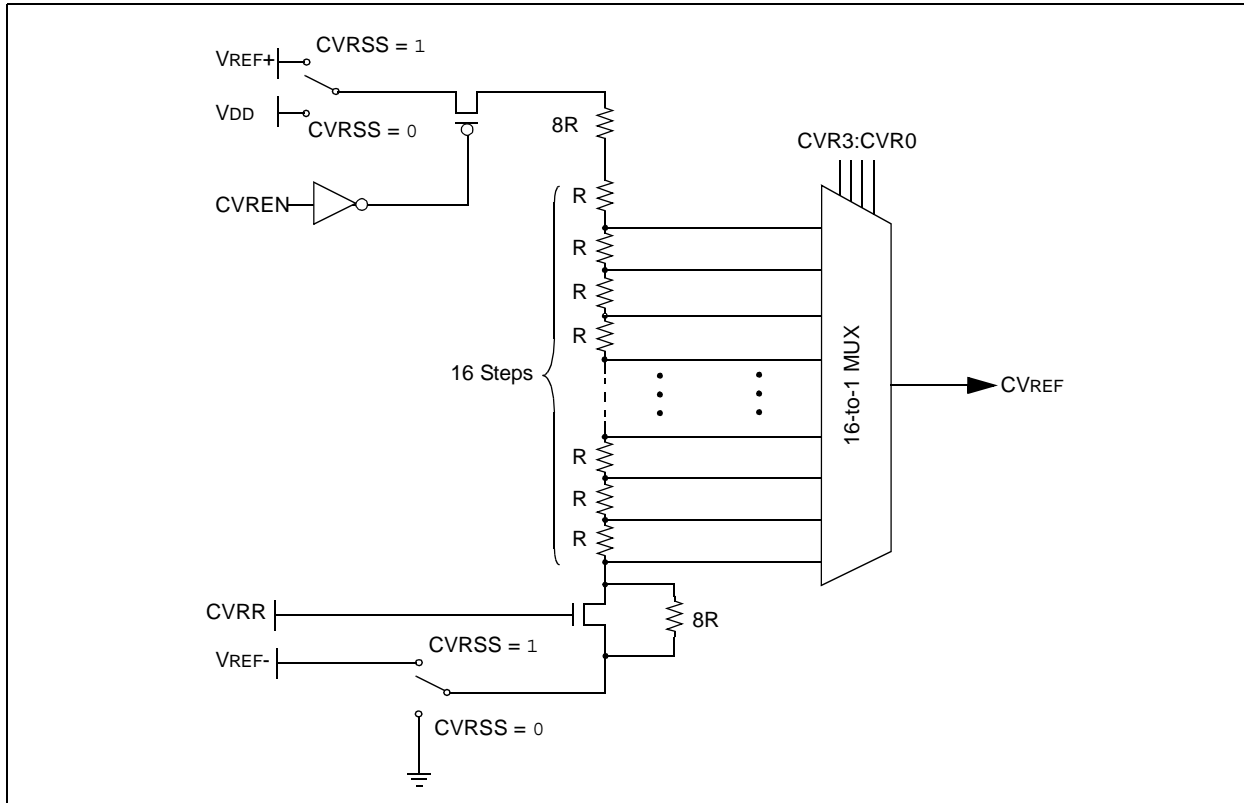 CVRSS = 1
VREF+
VDD
CVRSS = 0
8R
CVR3:CVR0
CVREN
R
R
R
R
16 Steps
16-to-1 MUX
CVREF
R
R
R
CVRR
8R
CVRSS = 1
VREF-
CVRSS = 0